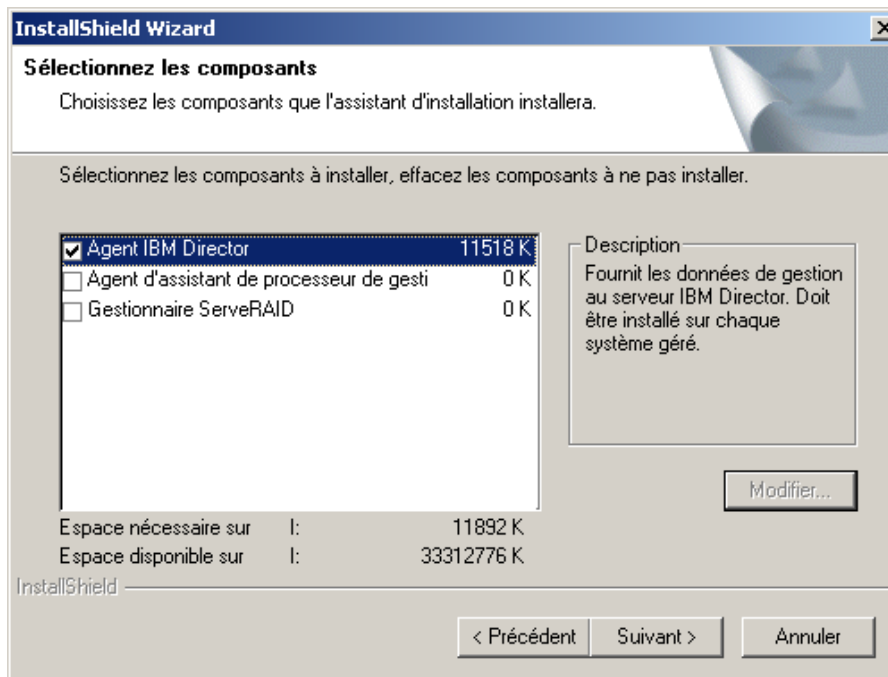 InstallShield Wizard
Sélectionnez les composants
Choisissez les composants que l'assistant d'installation installera.
Sélectionnez les composants à installer, effacez les composants à ne pas installer.
Agent IBM Director 11518 K
Agent d'assistant de processeur de gesti 0 K
Gestionnaire ServeRAID 0 K
Description
Fournit les données de gestion
au serveur IBM Director. Doit
être installé sur chaque
système géré.
Modifier...
Espace nécessaire sur I: 11892 K
Espace disponible sur I: 33312776 K
InstallShield
< Précédent Suivant > Annuler